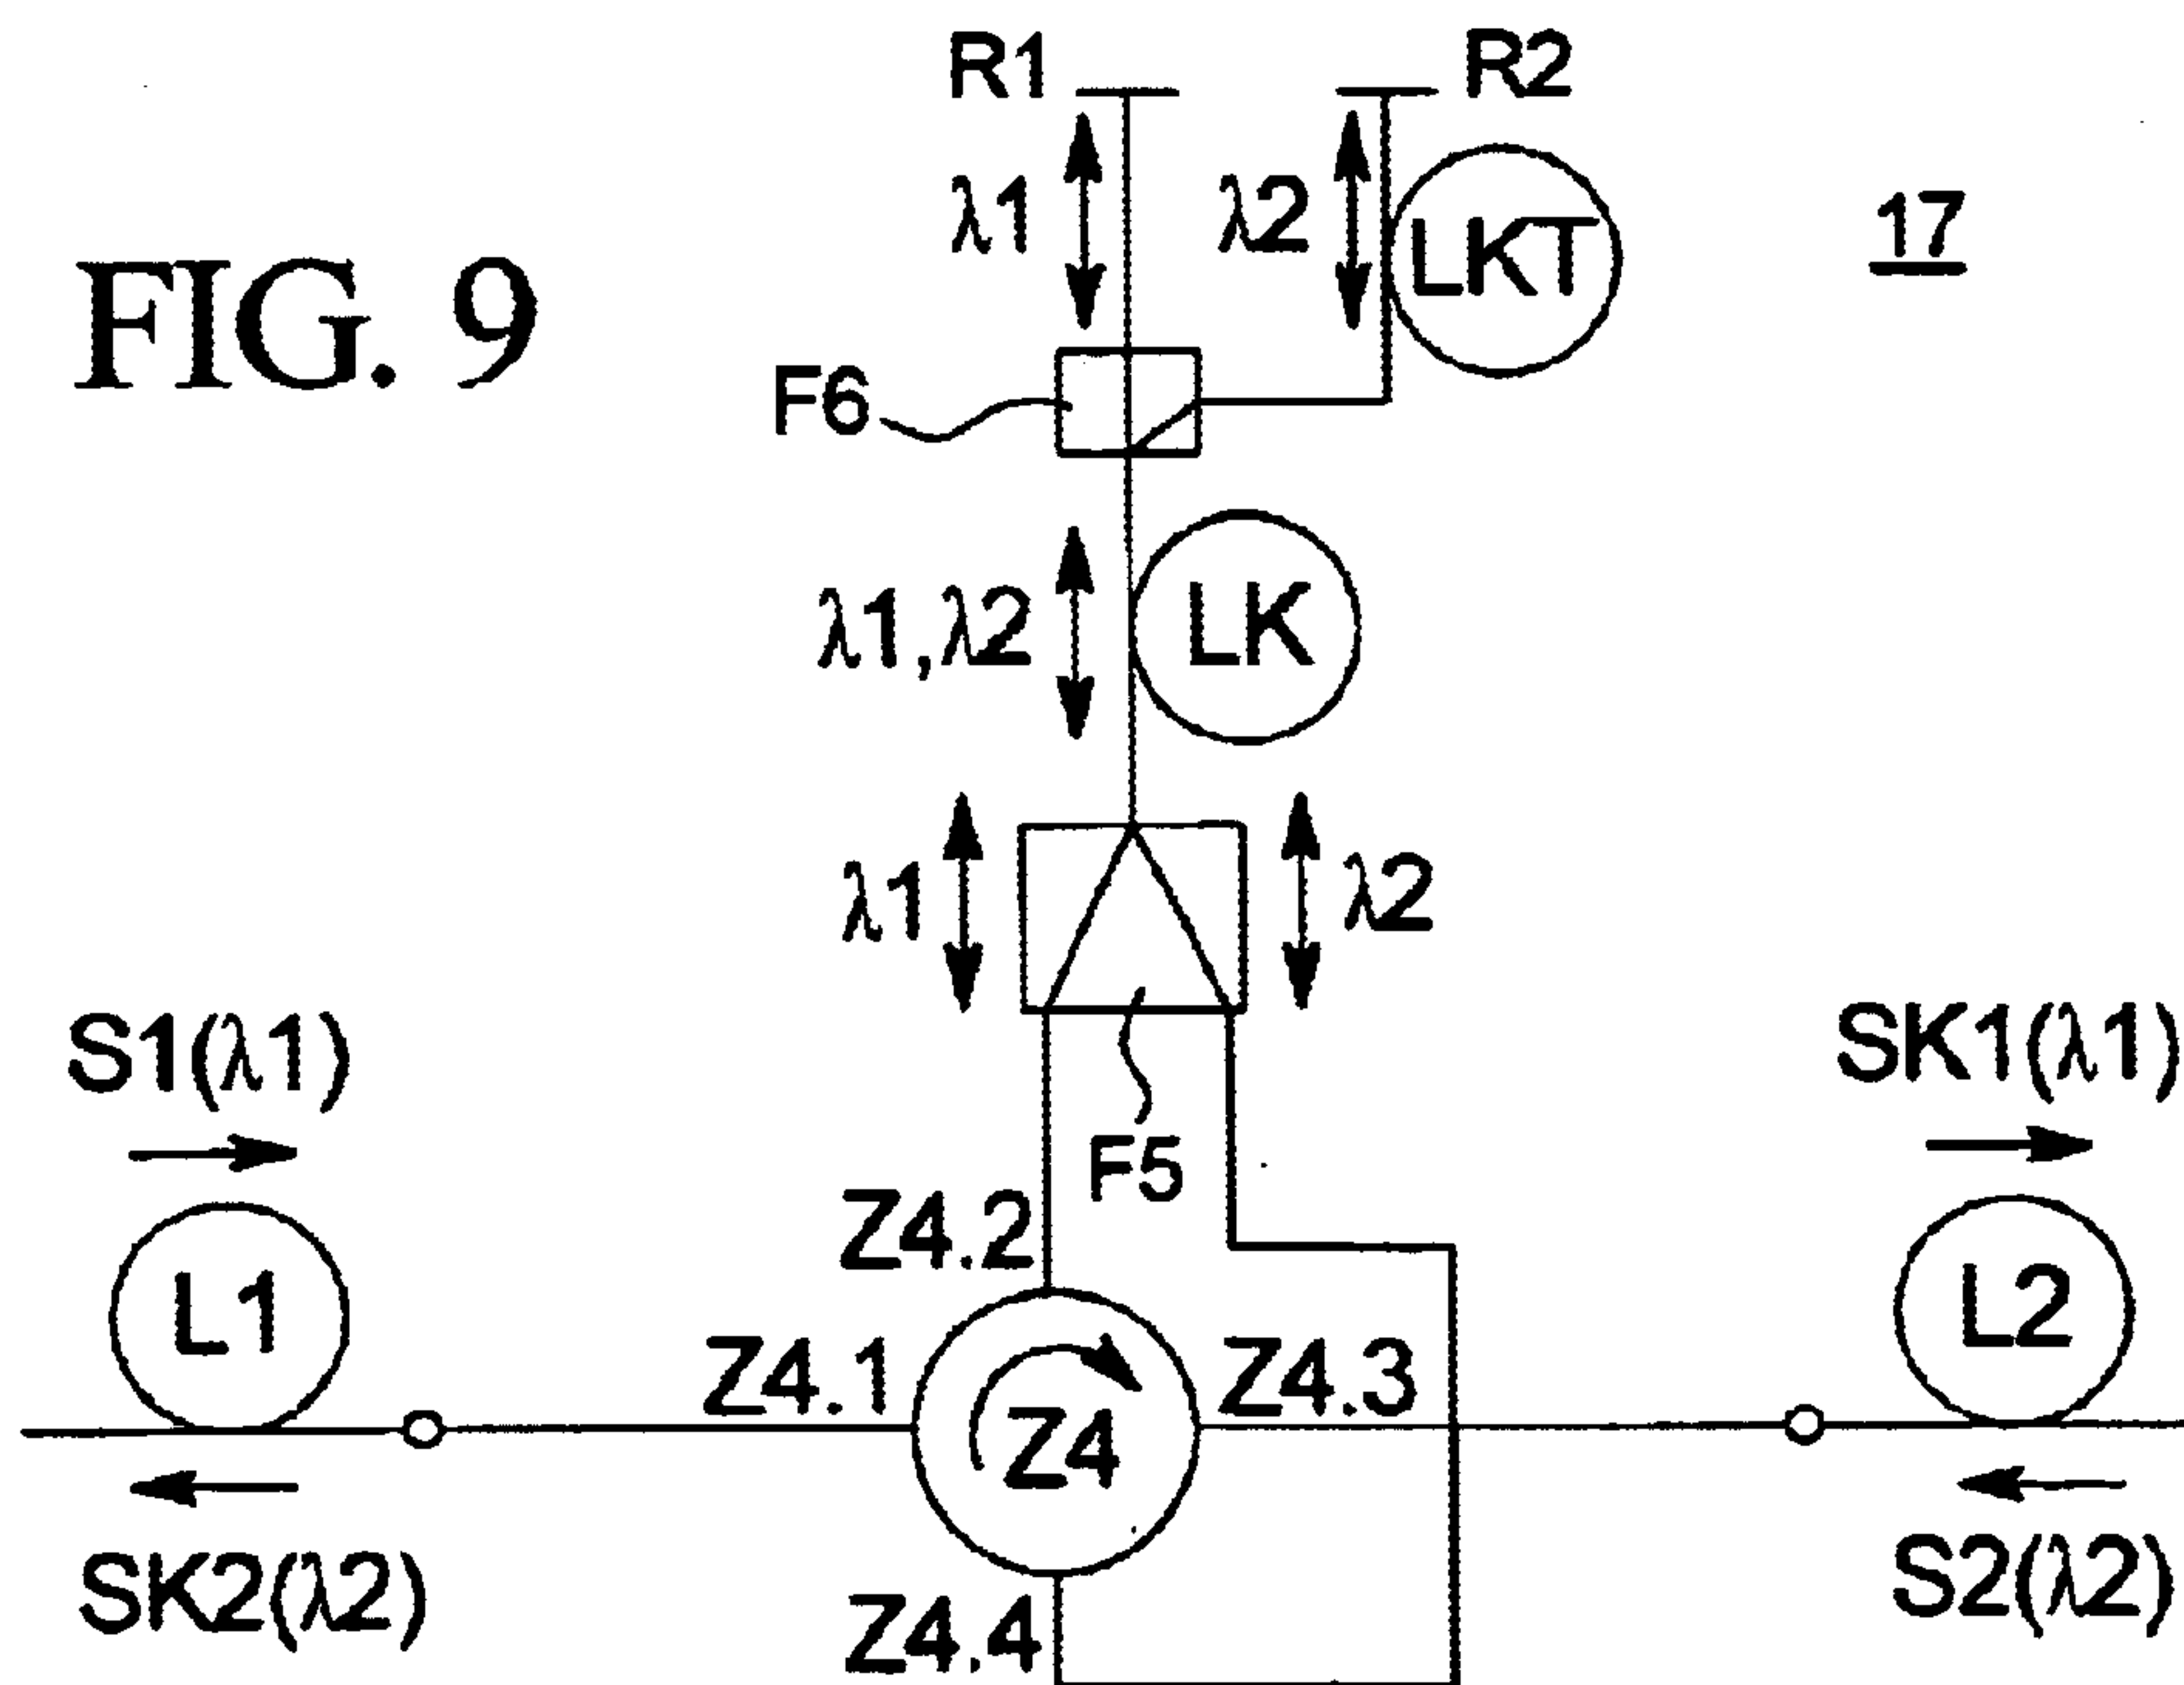 R1
R2
λ1
λ2
LKT
17
FIG. 9
F6
λ1,λ2
LK
λ1
λ2
S1(λ1)
SK1(λ1)
F5
Z4.2
L1
L2
Z4.1
Z4.3
Z4
SK2(λ2)
S2(λ2)
Z4.4